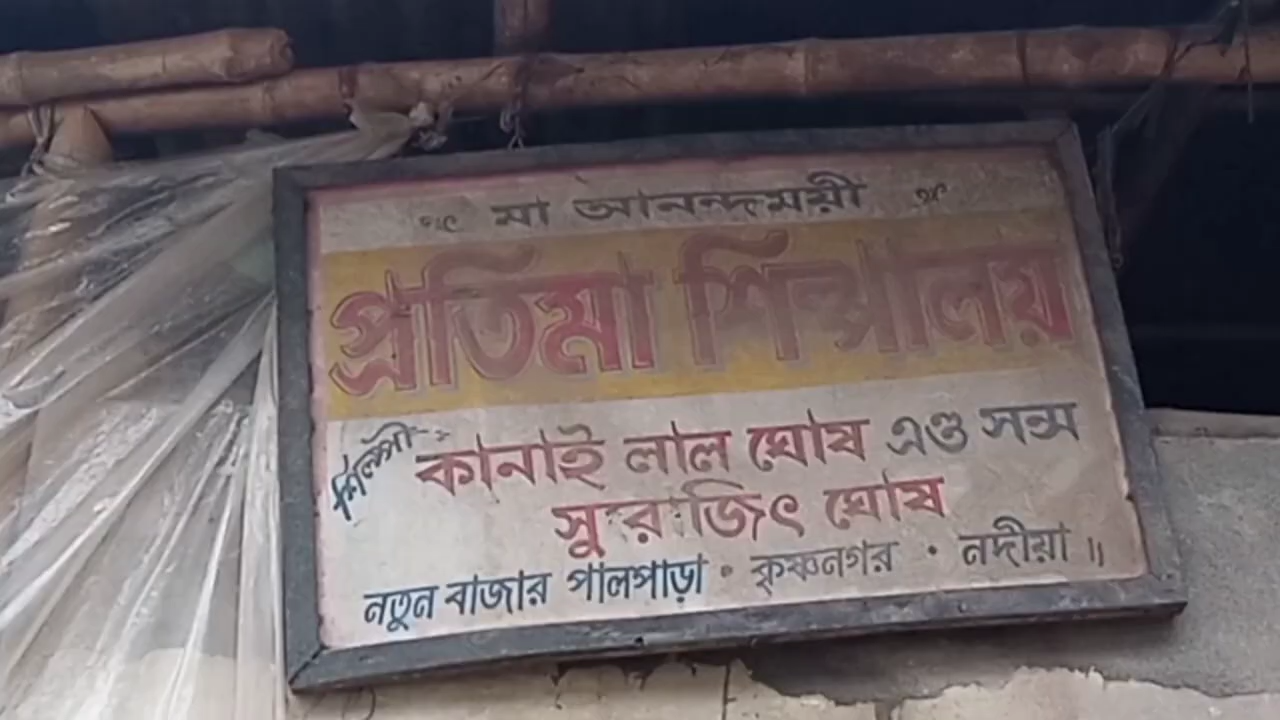 মা আনন্দময়ী
প্রতিমা শিল্পালয়
শিল্পী-ঃ কানাই লাল ঘোষ এণ্ড সন্স
সুরজিৎ ঘোষ
নতুন বাজার পালপাড়া • কৃষ্ণনগর • নদীয়া ॥